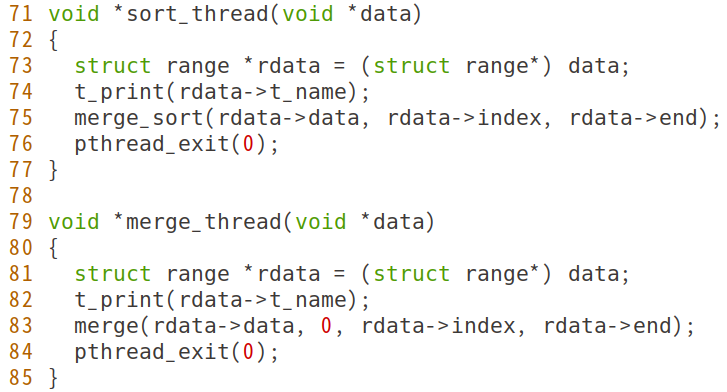 71 void *sort_thread(void *data)
72 {
73   struct range *rdata = (struct range*) data;
74   t_print(rdata->t_name);
75   merge_sort(rdata->data, rdata->index, rdata->end);
76   pthread_exit(0);
77 }
78
79 void *merge_thread(void *data)
80 {
81   struct range *rdata = (struct range*) data;
82   t_print(rdata->t_name);
83   merge(rdata->data, 0, rdata->index, rdata->end);
84   pthread_exit(0);
85 }